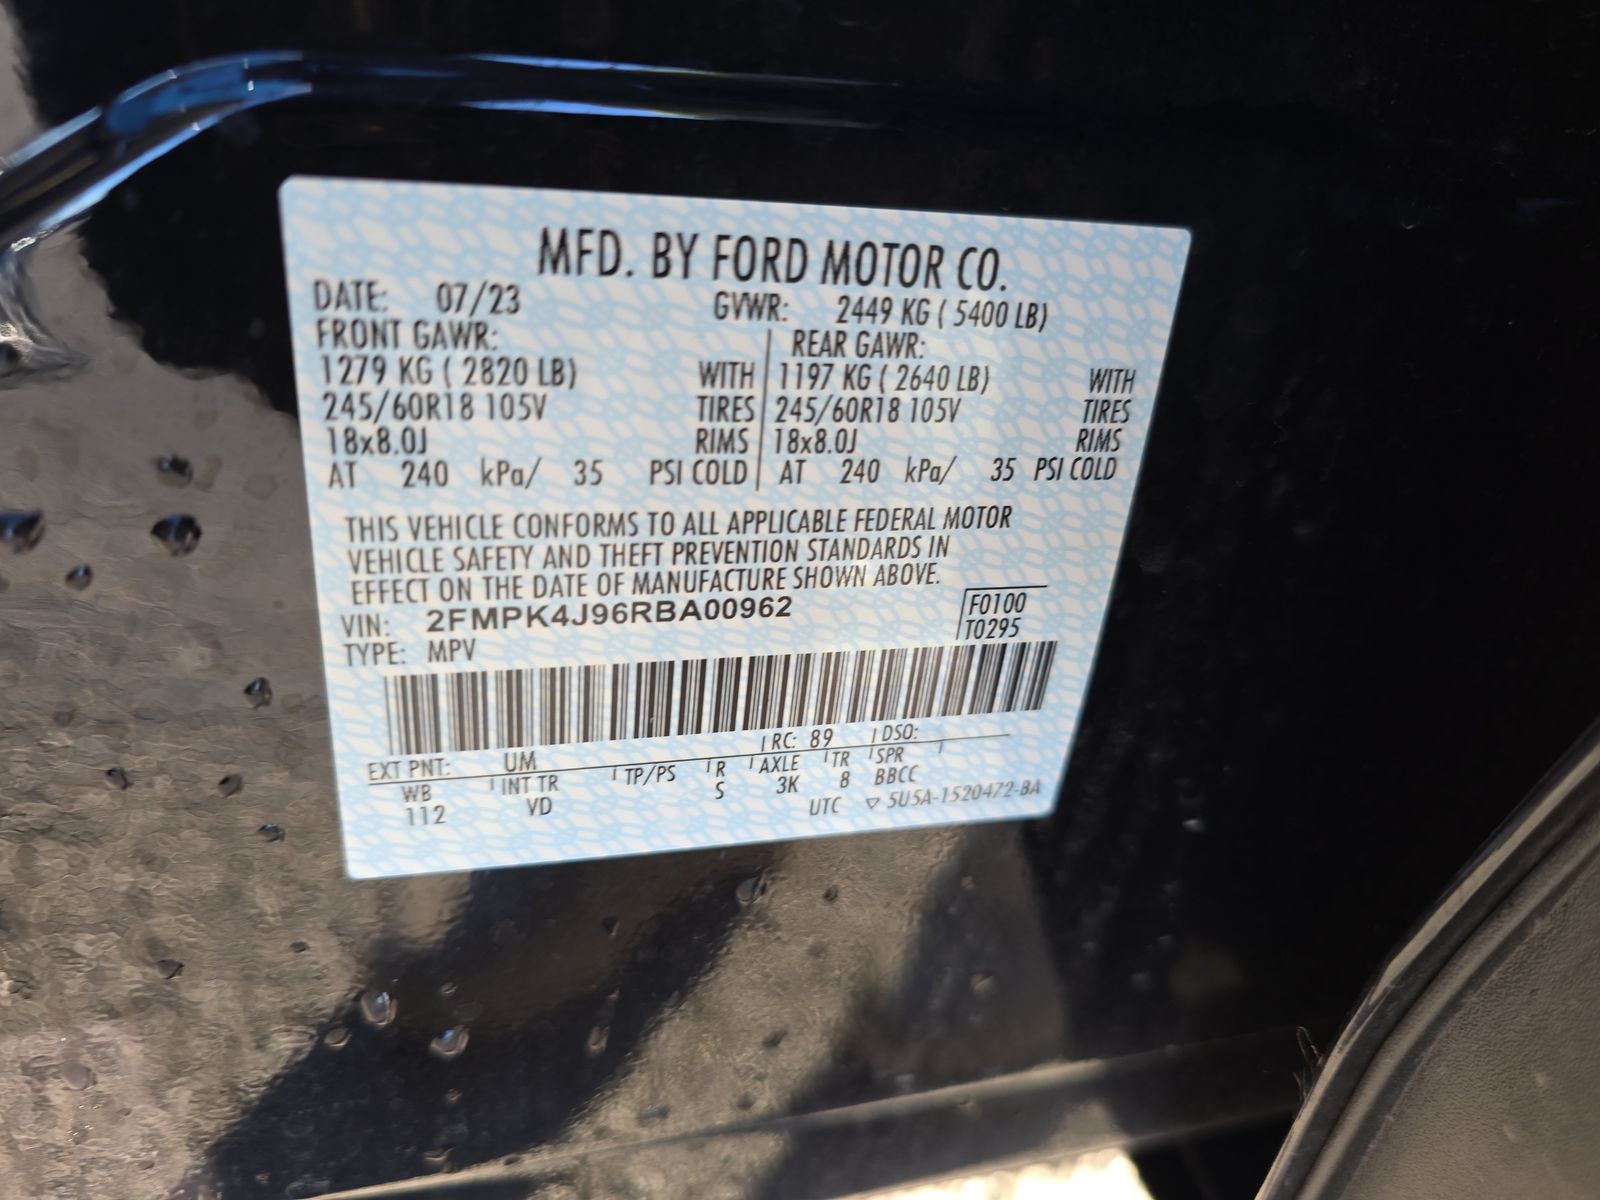 MFD. BY FORD MOTOR CO.
DATE: 07/23 GVWR: 2449 KG ( 5400 LB)
FRONT GAWR: REAR GAWR:
1279 KG ( 2820 LB) WITH 1197 KG ( 2640 LB) WITH
245/60R18 105V TIRES 245/60R18 105V TIRES
18x8.0J RIMS 18x8.0J RIMS
AT 240 kPa/ 35 PSI COLD AT 240 kPa/ 35 PSI COLD
THIS VEHICLE CONFORMS TO ALL APPLICABLE FEDERAL MOTOR
VEHICLE SAFETY AND THEFT PREVENTION STANDARDS IN
EFFECT ON THE DATE OF MANUFACTURE SHOWN ABOVE.
VIN: 2FMPK4J96RBA00962 F0100
TYPE: MPV T0295
EXT PNT: UM RC: 89 DSO:
WB INT TR TP/PS R AXLE TR SPR
112 VD S 3K 8 BBCC
UTC ▽ 5U5A-1520472-BA